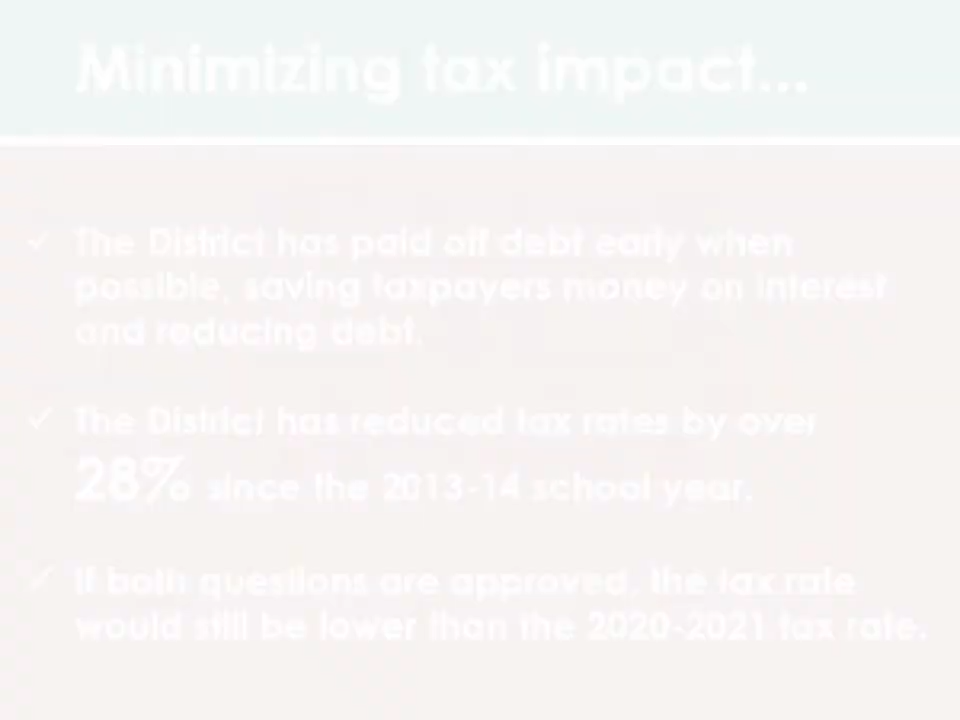 Minimizing tax impact...
✓ The District has paid off debt early when
possible, saving taxpayers money on interest
and reducing debt.
✓ The District has reduced tax rates by over
28% since the 2013-14 school year.
✓ If both questions are approved, the tax rate
would still be lower than the 2020-2021 tax rate.